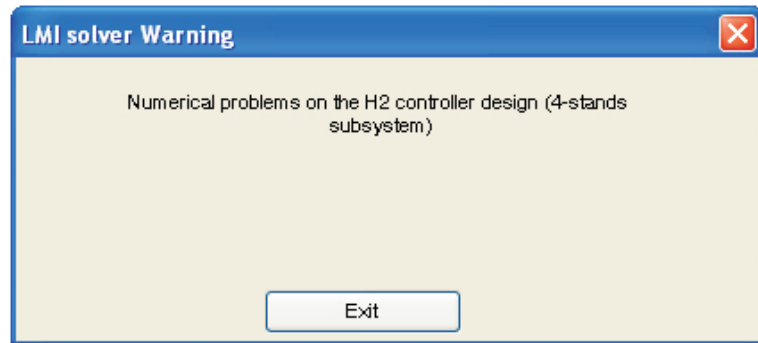 LMI solver Warning
Numerical problems on the H2 controller design (4-stands
subsystem)
Exit